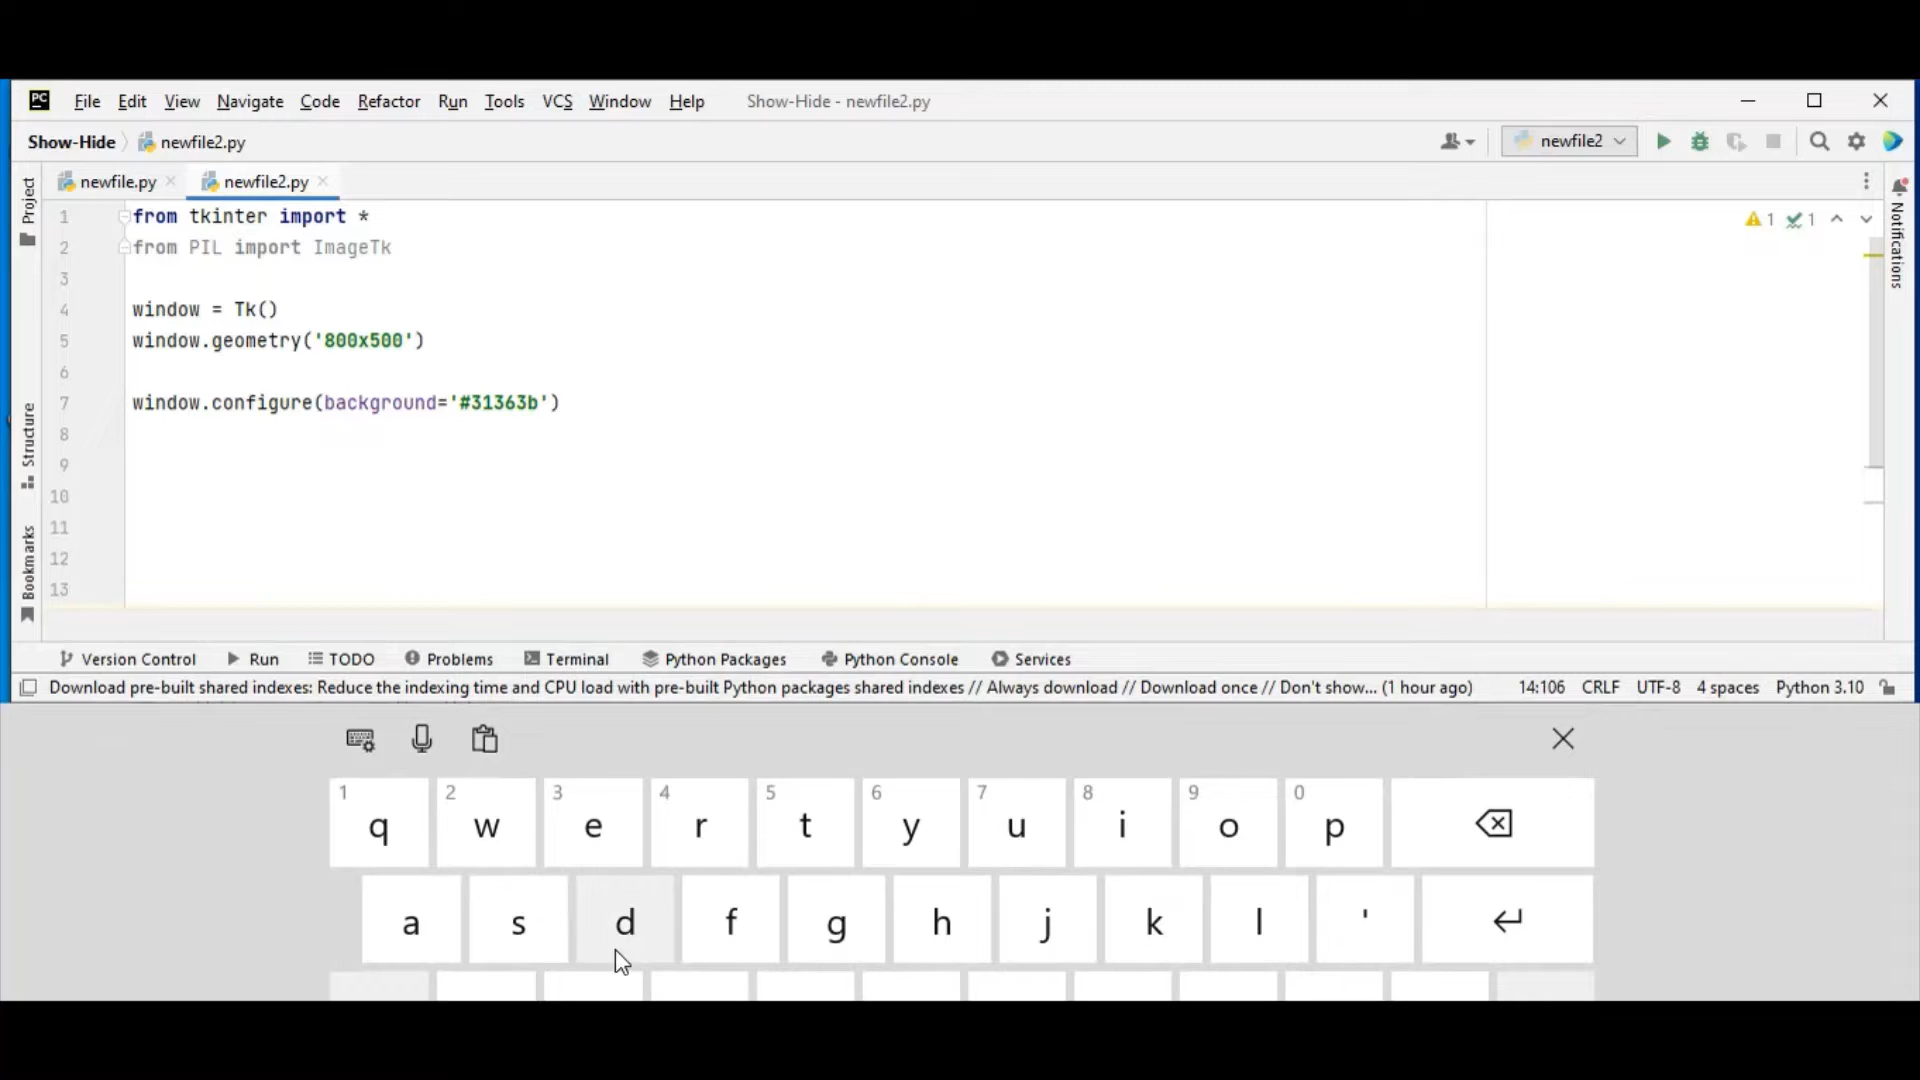 PC File Edit View Navigate Code Refactor Run Tools VCS Window Help Show-Hide - newfile2.py
Show-Hide newfile2.py newfile2
newfile.py newfile2.py
Project
Structure
Bookmarks
Notifications
1 from tkinter import *
2 from PIL import ImageTk
3
4 window = Tk()
5 window.geometry('800x500')
6
7 window.configure(background='#31363b')
8
9
10
11
12
13
1 1
Version Control Run TODO Problems Terminal Python Packages Python Console Services
Download pre-built shared indexes: Reduce the indexing time and CPU load with pre-built Python packages shared indexes // Always download // Download once // Don't show... (1 hour ago) 14:106 CRLF UTF-8 4 spaces Python 3.10
1 2 3 4 5 6 7 8 9 0
q w e r t y u i o p
a s d f g h j k l '